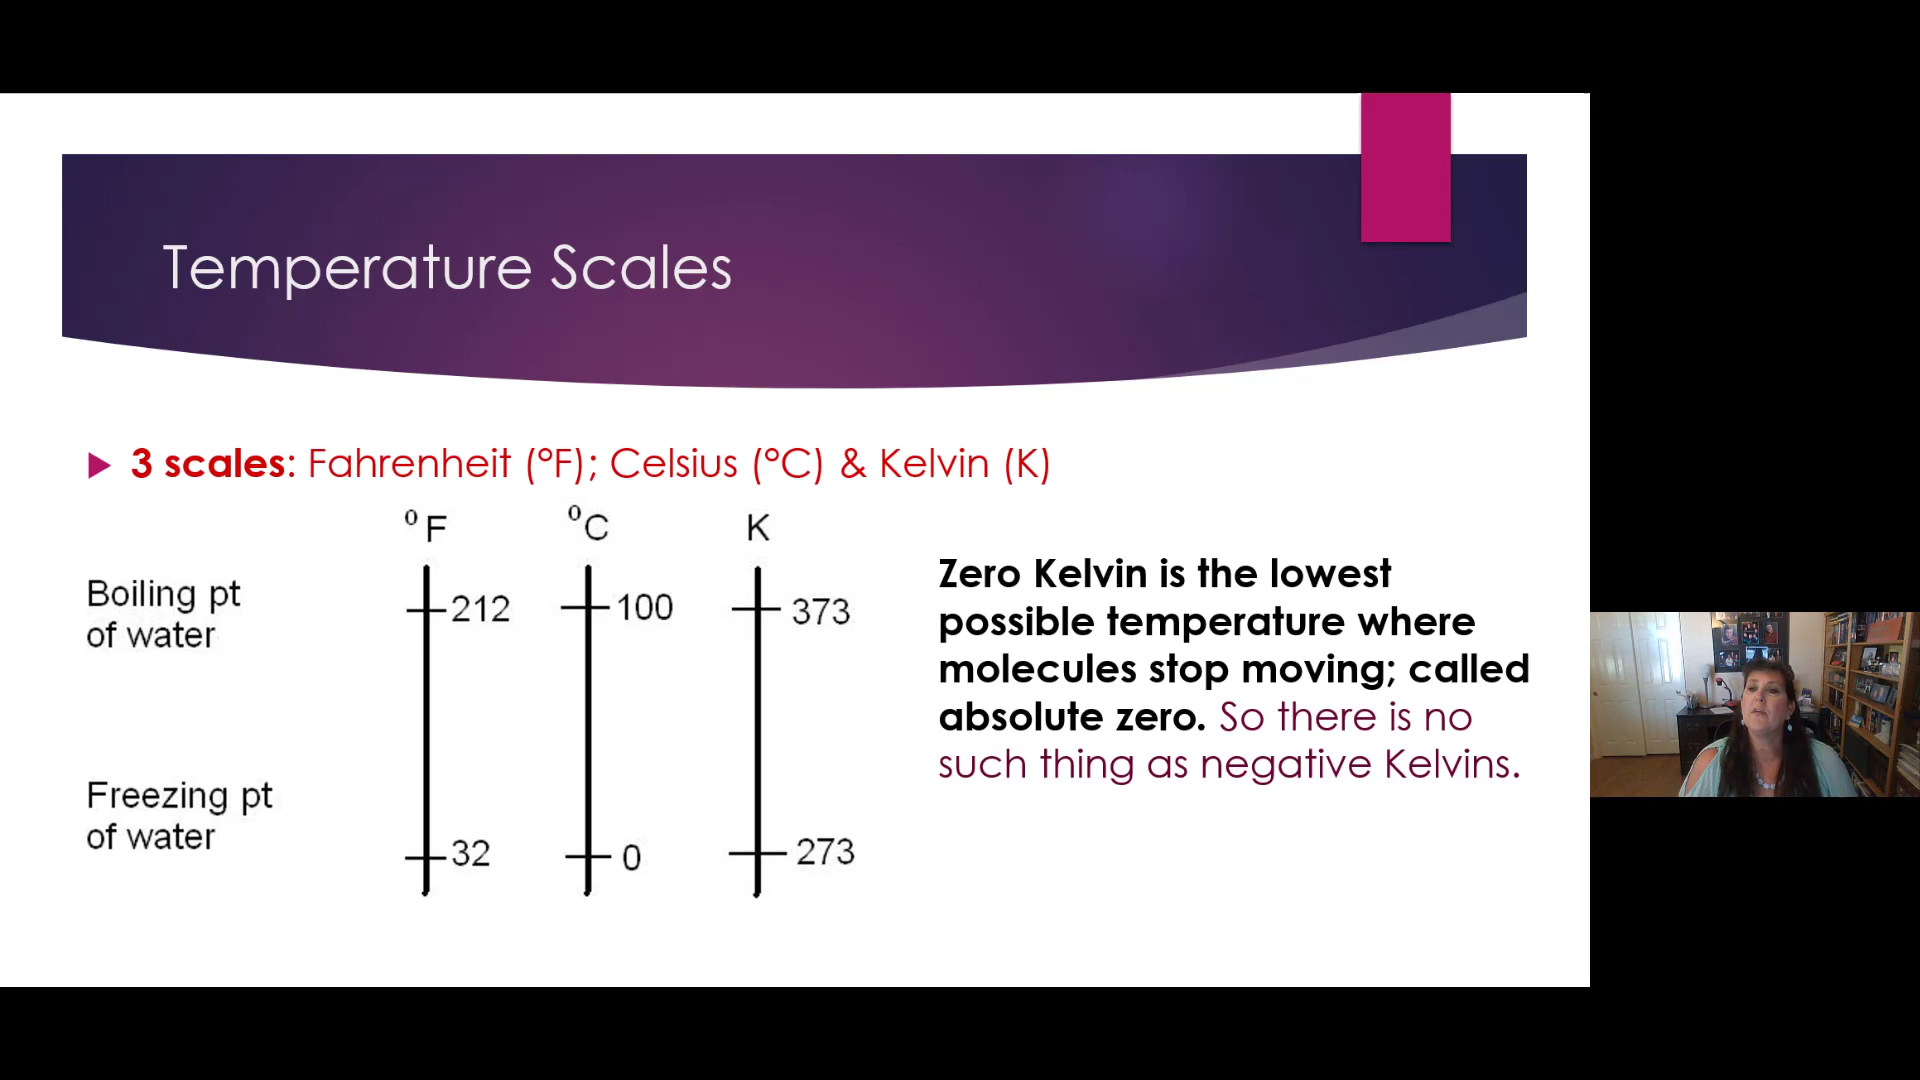 Temperature Scales
3 scales: Fahrenheit (°F); Celsius (°C) & Kelvin (K)
°F °C K
Boiling pt
of water
212 100 373
Freezing pt
of water
32 0 273
Zero Kelvin is the lowest
possible temperature where
molecules stop moving; called
absolute zero. So there is no
such thing as negative Kelvins.